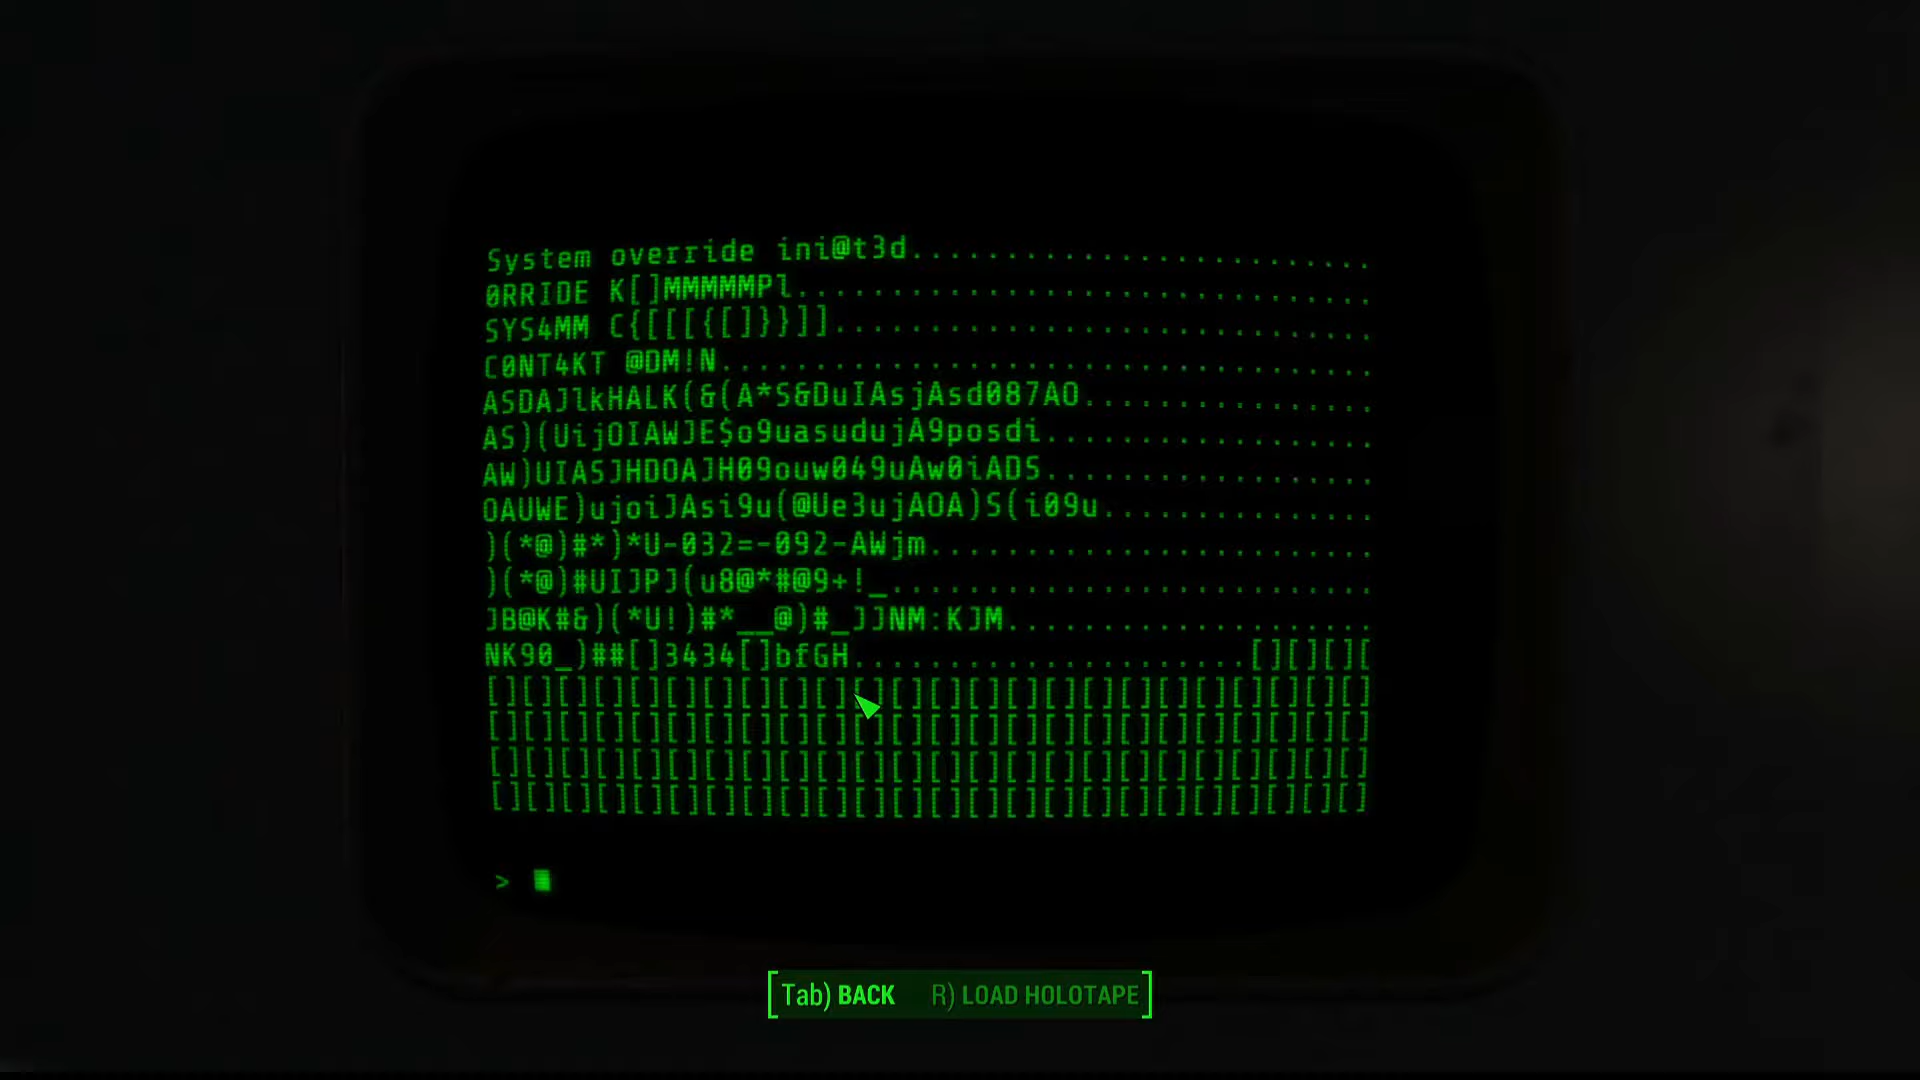 System override ini@t3d.........................
0RRIDE K[]MMMMMPl...............................
SYS4MM C{[[[{[]}}]].............................
C0NT4KT @DM!N...................................
ASDAJlkHALK(&(A*S&DuIAsjAsd087AO................
AS)(UijOIAWJE$o9uasudujA9posdi..................
AW)UIASJHDOAJH09ouw049uAw0iADS..................
OAUWE)ujoiJAsi9u(@Ue3ujAOA)S(i09u...............
)(*@)#*)*U-032=-092-AWjm........................
)(*@)#UIJPJ(u8@*#@9+!_..........................
JB@K#&)(*U!)#*__@)#_JJNM:KJM....................
NK90_)##[]3434[]bfGH.....................[][][][
[][][][][][][][][][][][][][][][][][][][][][][][]
[][][][][][][][][][][][][][][][][][][][][][][][]
[][][][][][][][][][][][][][][][][][][][][][][][]
[][][][][][][][][][][][][][][][][][][][][][][][]
>
Tab) BACK R) LOAD HOLOTAPE